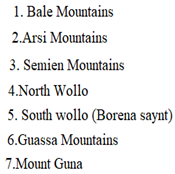 1. Bale Mountains
2.Arsi Mountains
3. Semien Mountains
4.North Wollo
5. South wollo (Borena saynt)
6.Guassa Mountains
7.Mount Guna